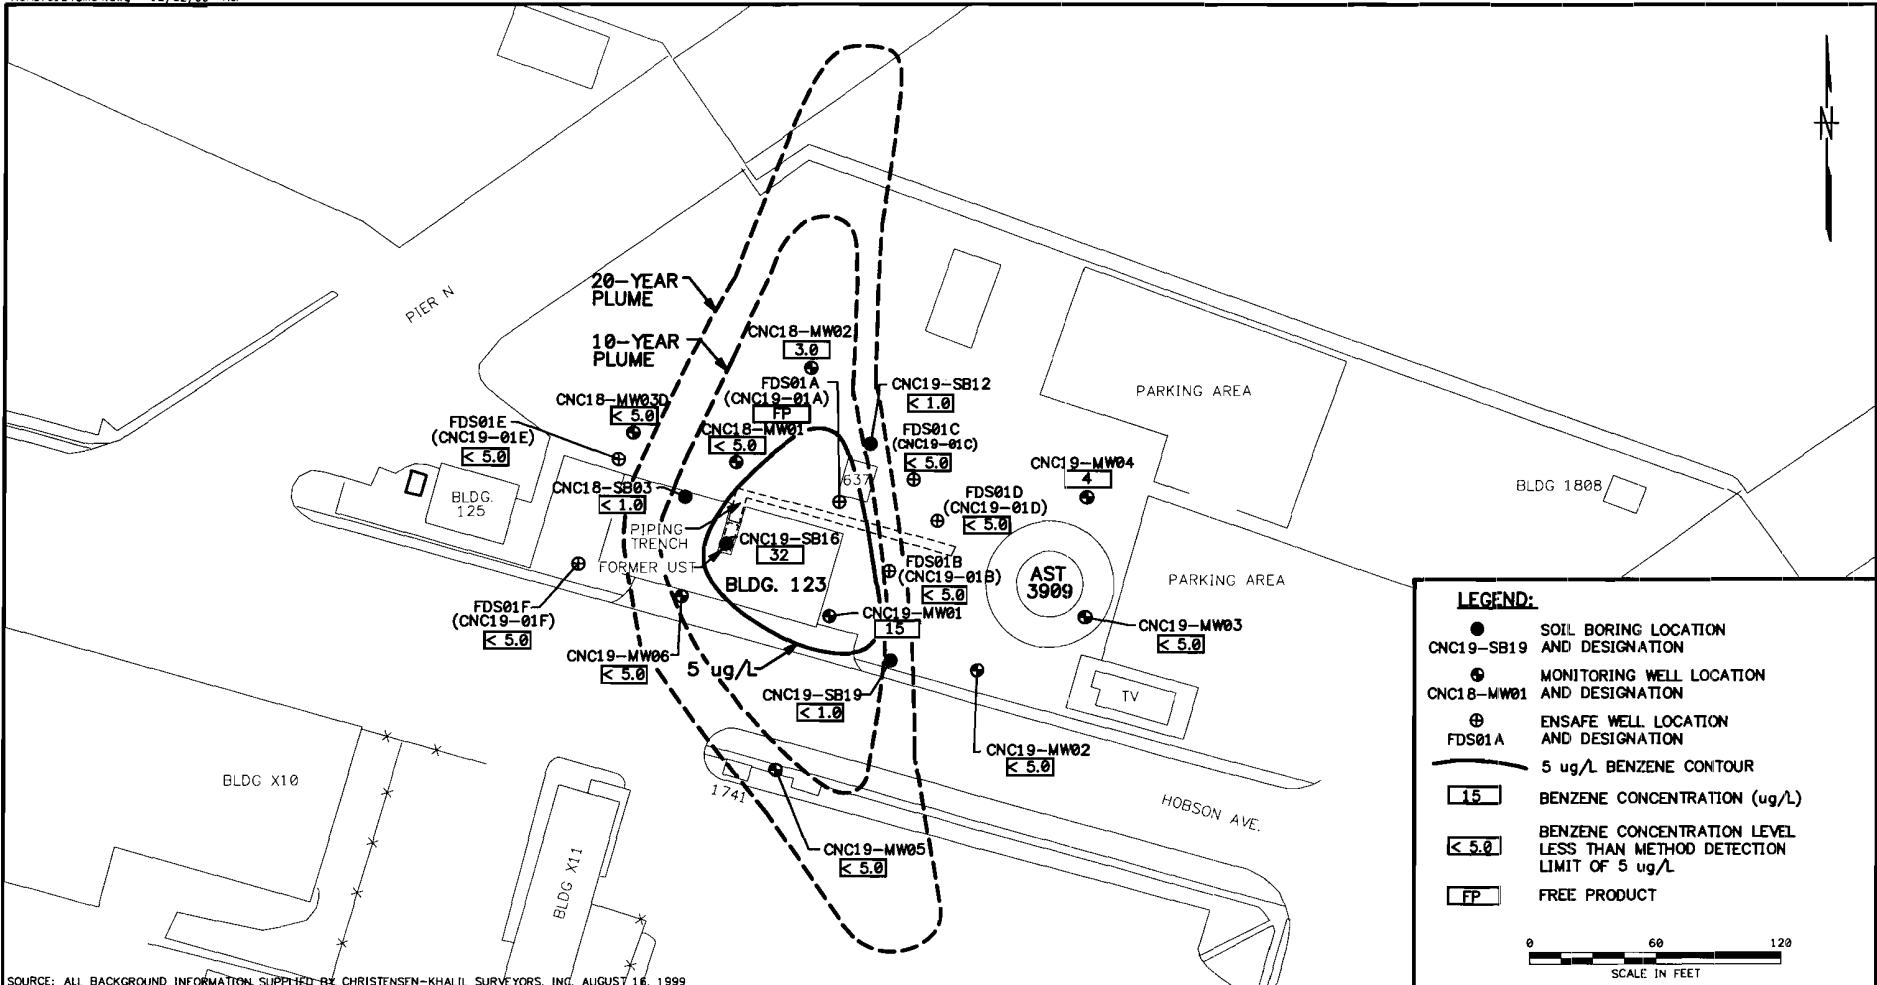 20-YEAR
PLUME
10-YEAR
PLUME
PIER N
N
CNC18-MW02
3.0
FDS01A
(CNC19-01A)
FP
CNC19-SB12
< 1.0
CNC18-MW03D
< 5.0
FDS01E
(CNC19-01E)
< 5.0
CNC18-MW01
< 5.0
FDS01C
(CNC19-01C)
< 5.0
PARKING AREA
CNC19-MW04
4
BLDG 1808
637
BLDG.
125
CNC18-SB03
< 1.0
FDS01D
(CNC19-01D)
< 5.0
PIPING
TRENCH
CNC19-SB16
32
FORMER UST
BLDG. 123
FDS01B
(CNC19-01B)
< 5.0
AST
3909
PARKING AREA
FDS01F
(CNC19-01F)
< 5.0
CNC19-MW01
15
CNC19-MW03
< 5.0
CNC19-MW06
< 5.0
5 ug/L
CNC19-SB19
< 1.0
TV
CNC19-MW02
< 5.0
BLDG X10
1741
HOBSON AVE.
BLDG X11
CNC19-MW05
< 5.0
LEGEND:
CNC19-SB19
SOIL BORING LOCATION
AND DESIGNATION
CNC18-MW01
MONITORING WELL LOCATION
AND DESIGNATION
FDS01A
ENSAFE WELL LOCATION
AND DESIGNATION
5 ug/L BENZENE CONTOUR
15
BENZENE CONCENTRATION (ug/L)
< 5.0
BENZENE CONCENTRATION LEVEL
LESS THAN METHOD DETECTION
LIMIT OF 5 ug/L
FP
FREE PRODUCT
0 60 120
SCALE IN FEET
SOURCE: ALL BACKGROUND INFORMATION SUPPLIED BY CHRISTENSEN-KHALIL SURVEYORS, INC. AUGUST 16, 1999